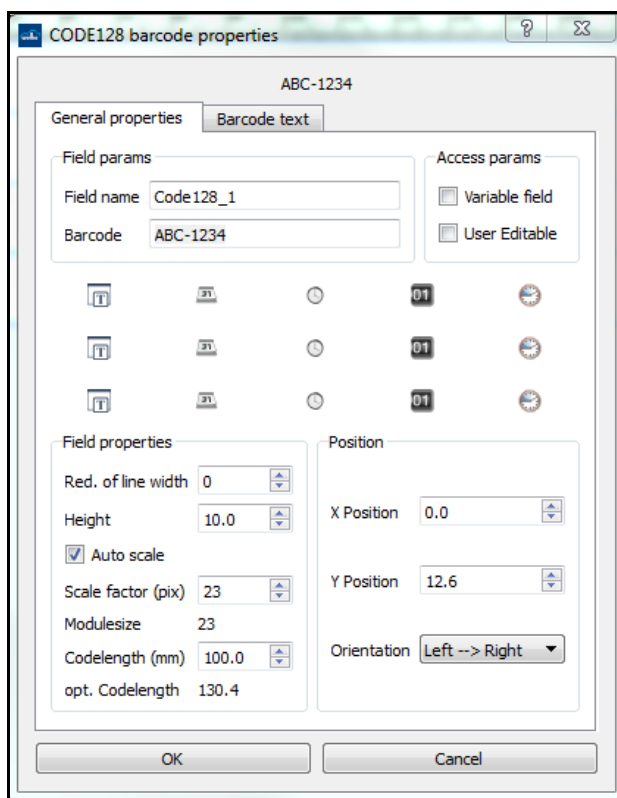 CODE128 barcode properties
ABC-1234
General properties
Barcode text
Field params
Access params
Field name Code128_1
Variable field
Barcode ABC-1234
User Editable
T 31 01
T 31 01
T 31 01
Field properties
Position
Red. of line width 0
Height 10.0
X Position 0.0
Auto scale
Scale factor (pix) 23
Y Position 12.6
Modulesize 23
Codelength (mm) 100.0
Orientation Left --> Right
opt. Codelength 130.4
OK
Cancel